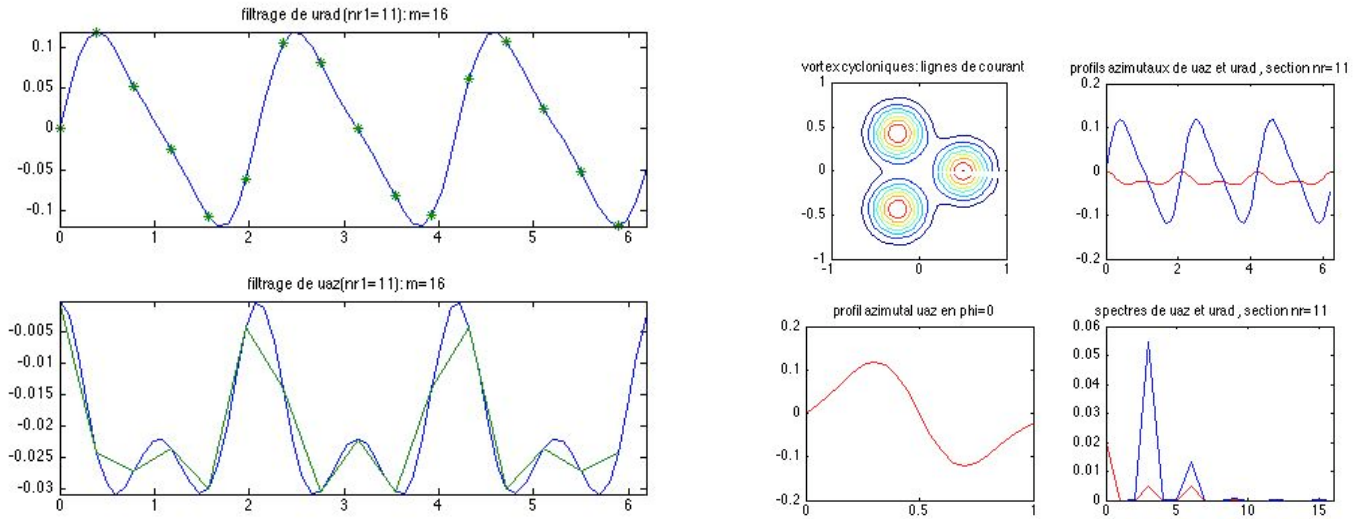 filtrage de urad(nr1=11): m=16
0.1
0.05
0
-0.05
-0.1
0 1 2 3 4 5 6
filtrage de uaz(nr1=11): m=16
-0.005
-0.01
-0.015
-0.02
-0.025
-0.03
0 1 2 3 4 5 6
vortex cycloniques: lignes de courant
1
0.5
0
-0.5
-1
-1 0 1
profils azimutaux de uaz et urad, section nr=11
0.2
0.1
0
-0.1
-0.2
0 2 4 6
profil azimutal uaz en phi=0
0.2
0.1
0
-0.1
-0.2
0 0.5 1
spectres de uaz et urad, section nr=11
0.06
0.05
0.04
0.03
0.02
0.01
0
0 5 10 15